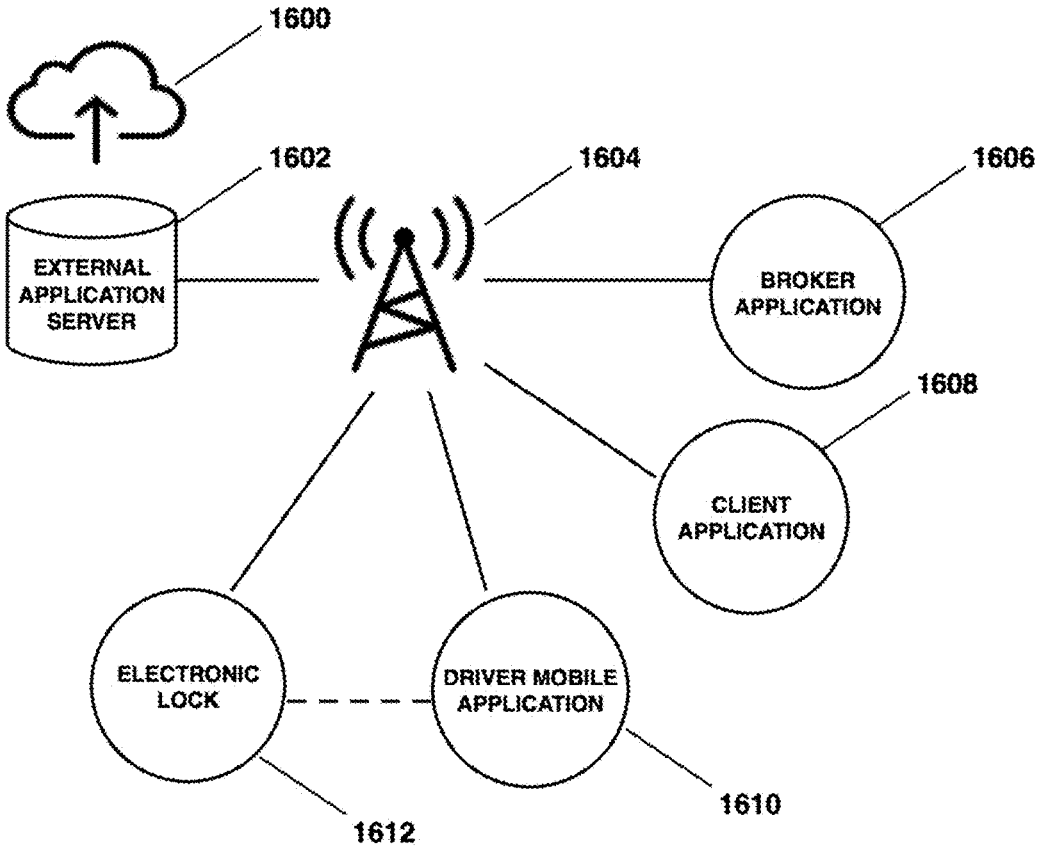 1600
1602
1604
1606
EXTERNAL
APPLICATION
SERVER
BROKER
APPLICATION
1608
CLIENT
APPLICATION
ELECTRONIC
LOCK
DRIVER MOBILE
APPLICATION
1610
1612